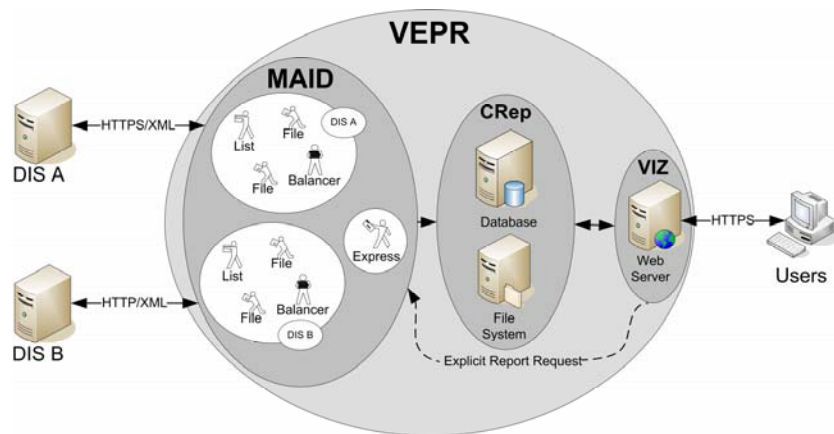 VEPR
MAID
DIS A
HTTPS/XML
List
File
DIS A
File
Balancer
Express
List
File
File
Balancer
DIS B
HTTP/XML
DIS B
CRep
Database
File
System
VIZ
Web
Server
HTTPS
Users
Explicit Report Request